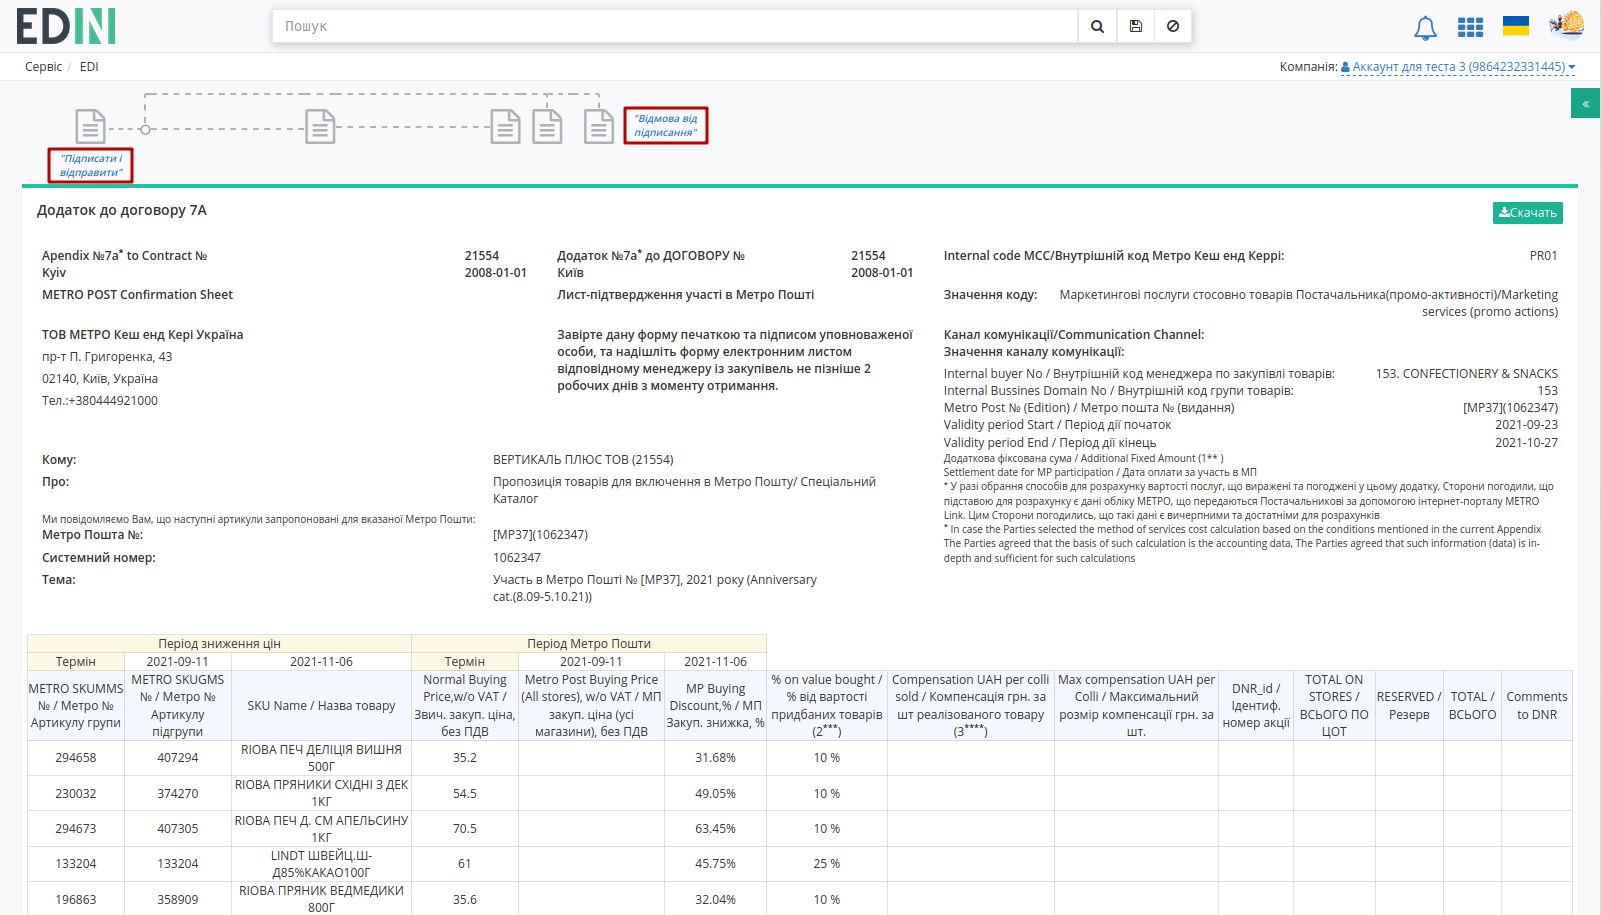 EDIN
Пошук
Сервіс / EDI
Компанія: Аккаунт для теста 3 (9864232331445)
«
"Відмова від
підписання"
"Підписати і
відправити"
Додаток до договору 7А
Скачать
Apendix №7a* to Contract № 21554
Kyiv 2008-01-01
METRO POST Confirmation Sheet
Додаток №7а* до ДОГОВОРУ № 21554
Київ 2008-01-01
Лист-підтвердження участі в Метро Пошті
Internal code MCC/Внутрішній код Метро Кеш енд Керрі: PR01
Значення коду: Маркетингові послуги стосовно товарів Постачальника(промо-активності)/Marketing
services (promo actions)
ТОВ МЕТРО Кеш енд Кері Україна
пр-т П. Григоренка, 43
02140, Київ, Україна
Тел.:+380444921000
Завірте дану форму печаткою та підписом уповноваженої
особи, та надішліть форму електронним листом
відповідному менеджеру із закупівель не пізніше 2
робочих днів з моменту отримання.
Канал комунікації/Communication Channel:
Значення каналу комунікації:
Internal buyer No / Внутрішній код менеджера по закупівлі товарів: 153. CONFECTIONERY & SNACKS
Internal Bussines Domain No / Внутрішній код групи товарів: 153
Metro Post № (Edition) / Метро пошта № (видання) [MP37](1062347)
Validity period Start / Період дії початок 2021-09-23
Validity period End / Період дії кінець 2021-10-27
Додаткова фіксована сума / Additional Fixed Amount (1** )
Settlement date for MP participation / Дата оплати за участь в МП
* У разі обрання способів для розрахунку вартості послуг, що виражені та погоджені у цьому додатку, Сторони погодили, що
підставою для розрахунку є дані обліку МЕТРО, що передаються Постачальникові за допомогою інтернет-порталу METRO
Link. Цим Сторони погодились, що такі дані є вичерпними та достатніми для розрахунків
* In case the Parties selected the method of services cost calculation based on the conditions mentioned in the current Appendix
The Parties agreed that the basis of such calculation is the accounting data, The Parties agreed that such information (data) is in-
depth and sufficient for such calculations
Кому: ВЕРТИКАЛЬ ПЛЮС ТОВ (21554)
Про: Пропозиція товарів для включення в Метро Пошту/ Спеціальний
Каталог
Ми повідомляємо Вам, що наступні артикули запропоновані для вказаної Метро Пошти:
Метро Пошта №: [MP37](1062347)
Системний номер: 1062347
Тема: Участь в Метро Пошті № [MP37], 2021 року (Anniversary
cat.(8.09-5.10.21))
Період зниження цін Період Метро Пошти
Термін 2021-09-11 2021-11-06 Термін 2021-09-11 2021-11-06
METRO SKUMMS
№ / Метро №
Артикулу групи
METRO SKUGMS
№ / Метро №
Артикулу
підгрупи
SKU Name / Назва товару
Normal Buying
Price,w/o VAT /
Звич. закуп. ціна,
без ПДВ
Metro Post Buying Price
(All stores), w/o VAT / МП
закуп. ціна (усі
магазини), без ПДВ
MP Buying
Discount,% / МП
Закуп. знижка, %
% on value bought /
% від вартості
придбаних товарів
(2***)
Compensation UAH per colli
sold / Компенсація грн. за
шт реалізованого товару
(3****)
Max compensation UAH per
Colli / Максимальний
розмір компенсації грн. за
шт.
DNR_id /
Ідентиф.
номер акції
TOTAL ON
STORES /
ВСЬОГО ПО
ЦОТ
RESERVED /
Резерв
TOTAL /
ВСЬОГО
Comments
to DNR
294658 407294 RIOBA ПЕЧ ДЕЛІЦІЯ ВИШНЯ
500Г 35.2 31.68% 10 %
230032 374270 RIOBA ПРЯНИКИ СХІДНІ З ДЕК
1КГ 54.5 49.05% 10 %
294673 407305 RIOBA ПЕЧ Д. СМ АПЕЛЬСИНУ
1КГ 70.5 63.45% 10 %
133204 133204 LINDT ШВЕЙЦ.Ш-
Д85%КАКАО100Г 61 45.75% 25 %
196863 358909 RIOBA ПРЯНИК ВЕДМЕДИКИ
800Г 35.6 32.04% 10 %